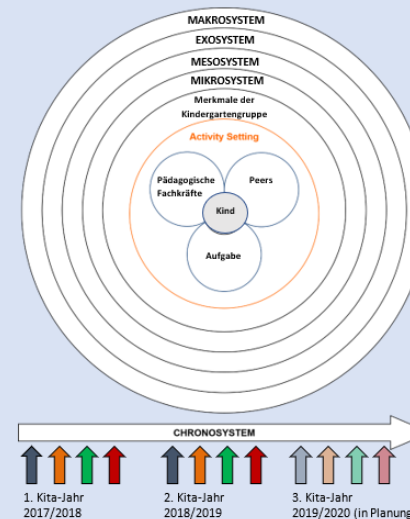 MAKROSYSTEM
EXOSYSTEM
MESOSYSTEM
MIKROSYSTEM
Merkmale der
Kindergartengruppe
Activity Setting
Pädagogische
Fachkräfte
Peers
Kind
Aufgabe
CHRONOSYSTEM
1. Kita-Jahr
2017/2018
2. Kita-Jahr
2018/2019
3. Kita-Jahr
2019/2020 (in Planung